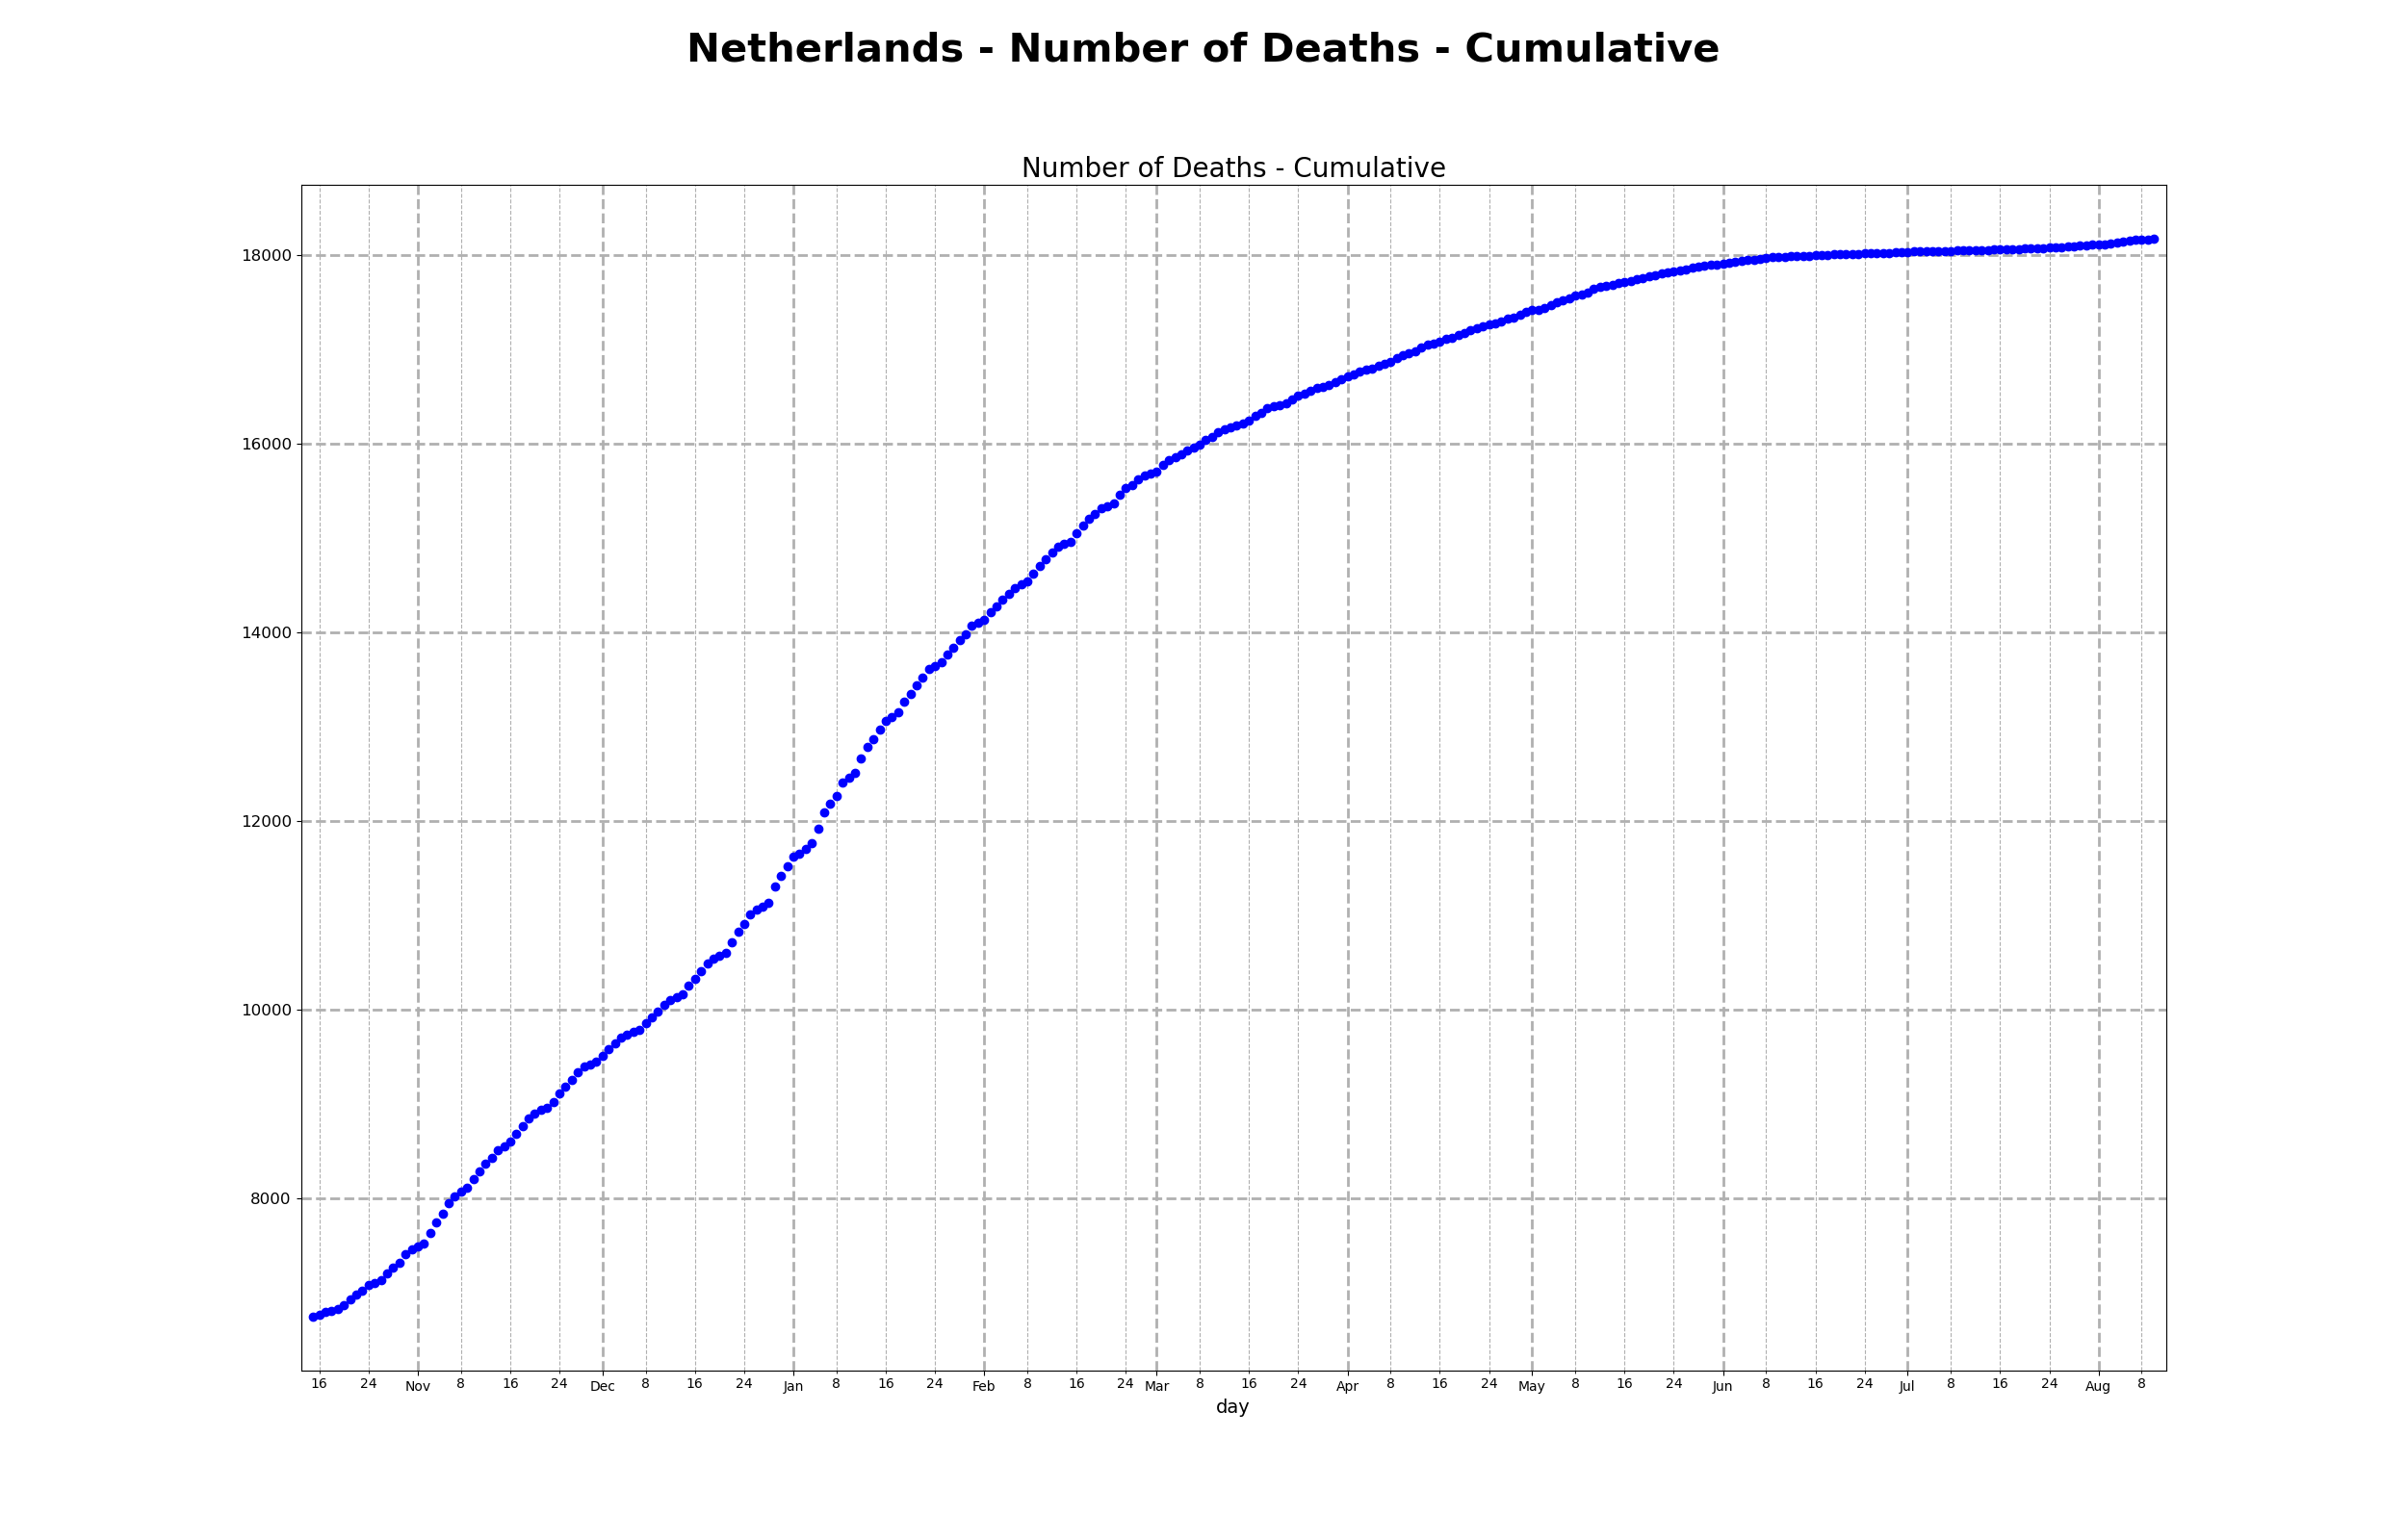 Netherlands - Number of Deaths - Cumulative
Number of Deaths - Cumulative
18000
16000
14000
12000
10000
8000
16 24 Nov 8 16 24 Dec 8 16 24 Jan 8 16 24 Feb 8 16 24 Mar 8 16 24 Apr 8 16 24 May 8 16 24 Jun 8 16 24 Jul 8 16 24 Aug 8
day